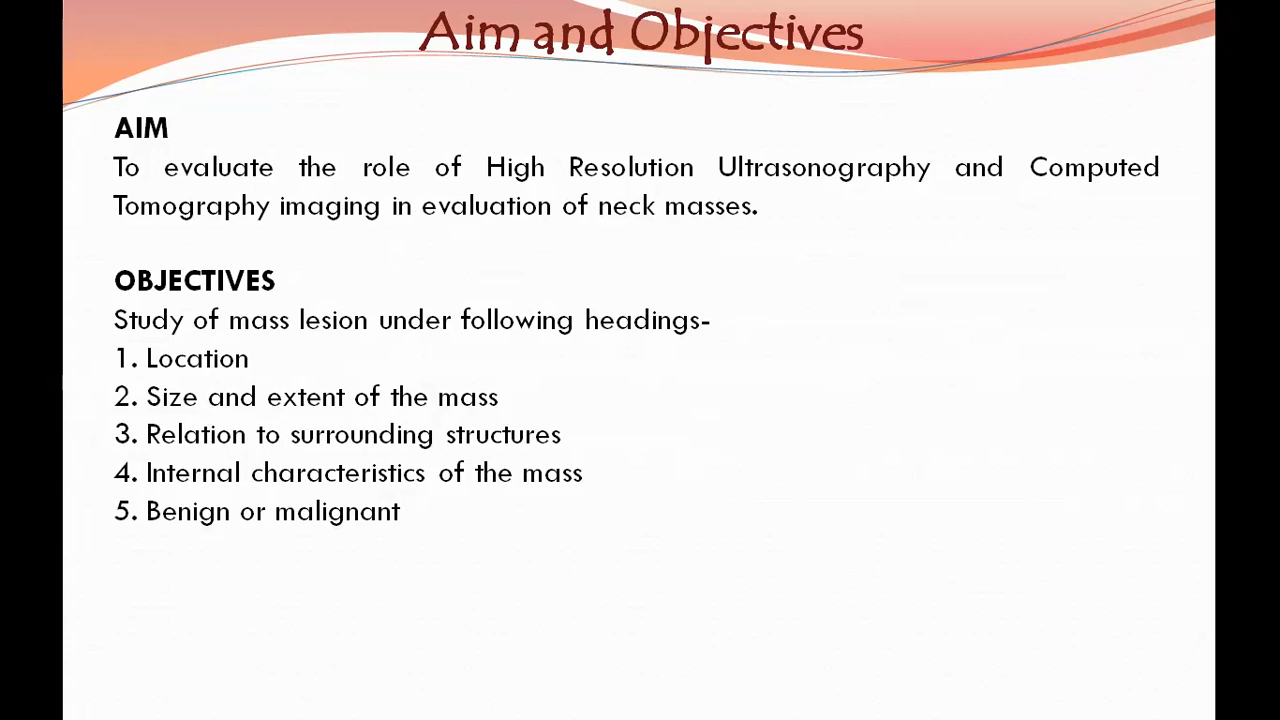 Aim and Objectives
AIM
To evaluate the role of High Resolution Ultrasonography and Computed
Tomography imaging in evaluation of neck masses.
OBJECTIVES
Study of mass lesion under following headings-
1. Location
2. Size and extent of the mass
3. Relation to surrounding structures
4. Internal characteristics of the mass
5. Benign or malignant